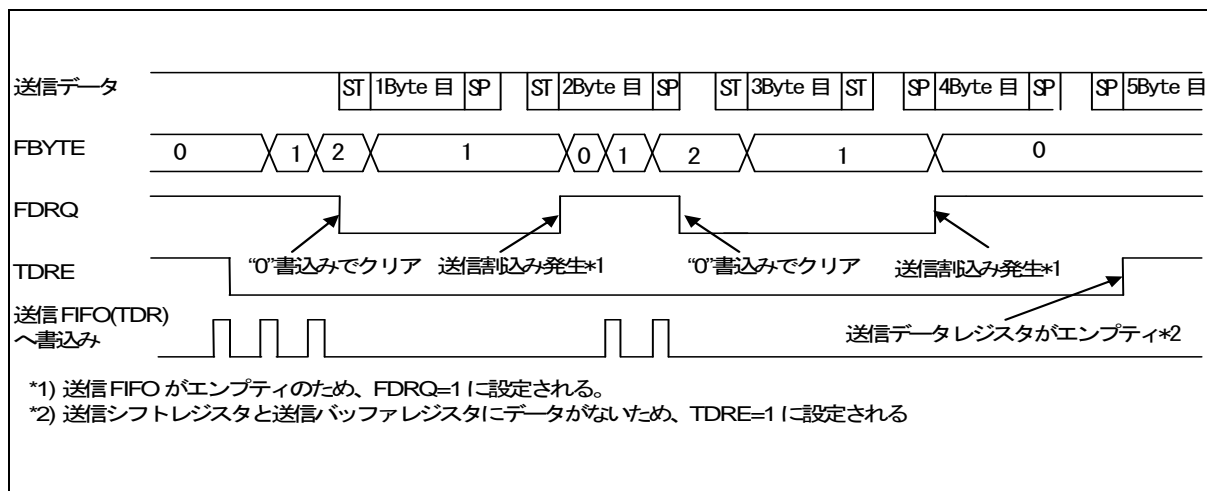 送信データ ST 1Byte 目 SP ST 2Byte 目 SP ST 3Byte 目 ST SP 4Byte 目 SP SP 5Byte 目
FBYTE 0 1 2 1 0 1 2 1 0
FDRQ
"0"書込みでクリア 送信割込み発生*1 "0"書込みでクリア 送信割込み発生*1
TDRE
送信 FIFO(TDR)
へ書込み
送信データレジスタがエンプティ*2
*1) 送信 FIFO がエンプティのため、FDRQ=1 に設定される。
*2) 送信シフトレジスタと送信バッファレジスタにデータがないため、TDRE=1 に設定される